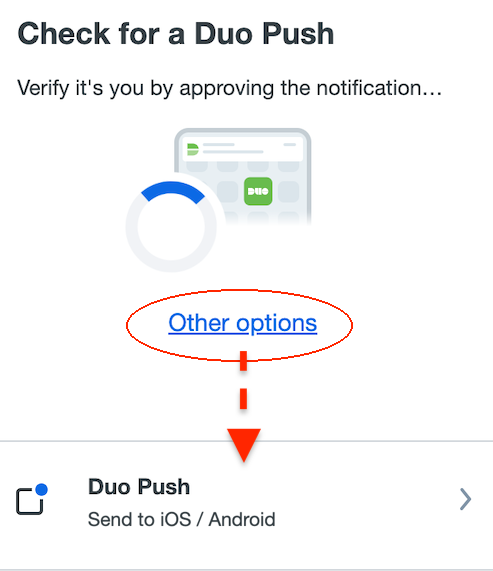 Check for a Duo Push
Verify it's you by approving the notification…
DUO
Other options
Duo Push
Send to iOS / Android